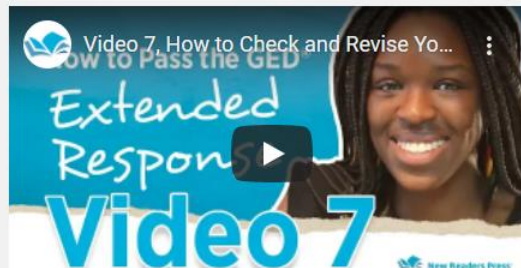 Video 7, How to Check and Revise Yo...
How to Pass the GED®
Extended
Response
Video 7
New Readers Press